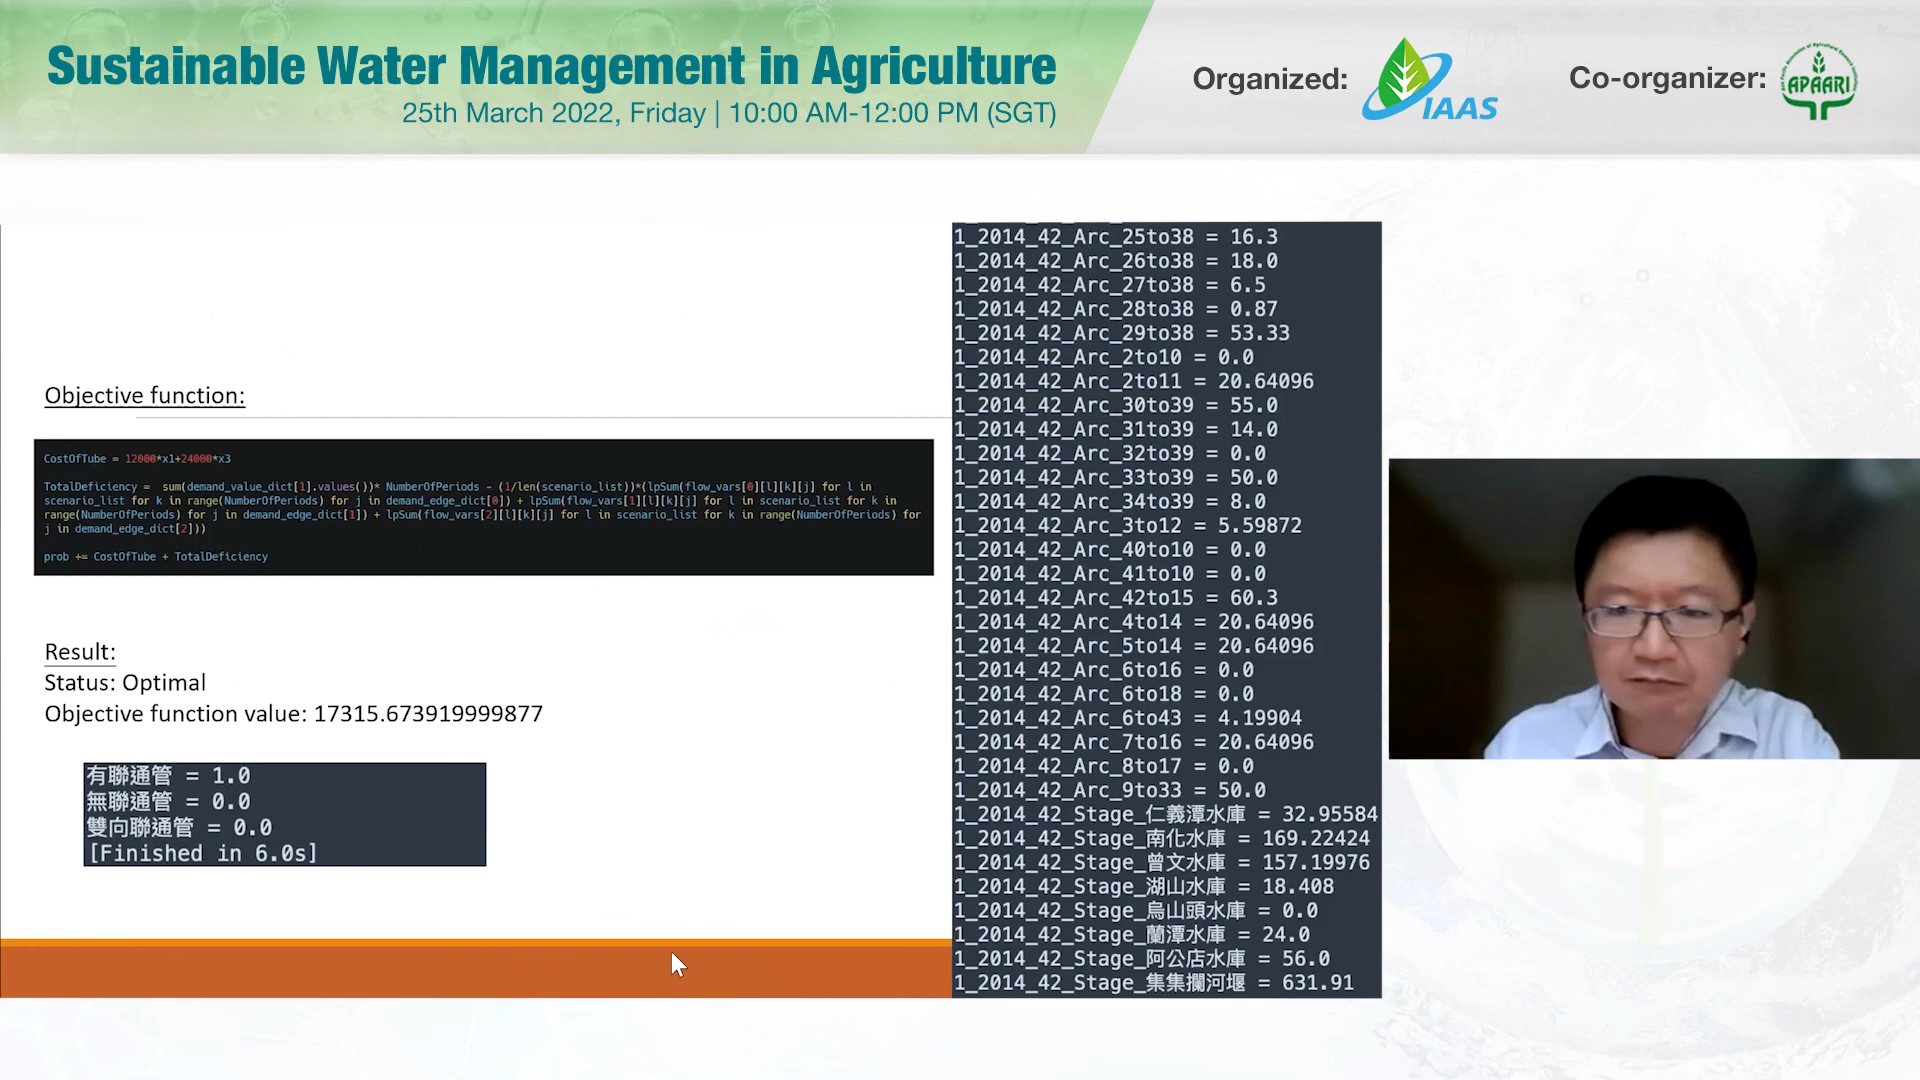 Sustainable Water Management in Agriculture
25th March 2022, Friday | 10:00 AM-12:00 PM (SGT)
Organized:
IAAS
Co-organizer:
APAARI
Objective function:
CostOfTube = 12000*x1+24000*x3
TotalDeficiency = sum(demand_value_dict[1].values())* NumberOfPeriods - (1/len(scenario_list))*(lpSum(flow_vars[0][l][k][j] for l in
scenario_list for k in range(NumberOfPeriods) for j in demand_edge_dict[0]) + lpSum(flow_vars[1][l][k][j] for l in scenario_list for k in
range(NumberOfPeriods) for j in demand_edge_dict[1]) + lpSum(flow_vars[2][l][k][j] for l in scenario_list for k in range(NumberOfPeriods) for
j in demand_edge_dict[2]))
prob += CostOfTube + TotalDeficiency
Result:
Status: Optimal
Objective function value: 17315.673919999877
有聯通管 = 1.0
無聯通管 = 0.0
雙向聯通管 = 0.0
[Finished in 6.0s]
1_2014_42_Arc_25to38 = 16.3
1_2014_42_Arc_26to38 = 18.0
1_2014_42_Arc_27to38 = 6.5
1_2014_42_Arc_28to38 = 0.87
1_2014_42_Arc_29to38 = 53.33
1_2014_42_Arc_2to10 = 0.0
1_2014_42_Arc_2to11 = 20.64096
1_2014_42_Arc_30to39 = 55.0
1_2014_42_Arc_31to39 = 14.0
1_2014_42_Arc_32to39 = 0.0
1_2014_42_Arc_33to39 = 50.0
1_2014_42_Arc_34to39 = 8.0
1_2014_42_Arc_3to12 = 5.59872
1_2014_42_Arc_40to10 = 0.0
1_2014_42_Arc_41to10 = 0.0
1_2014_42_Arc_42to15 = 60.3
1_2014_42_Arc_4to14 = 20.64096
1_2014_42_Arc_5to14 = 20.64096
1_2014_42_Arc_6to16 = 0.0
1_2014_42_Arc_6to18 = 0.0
1_2014_42_Arc_6to43 = 4.19904
1_2014_42_Arc_7to16 = 20.64096
1_2014_42_Arc_8to17 = 0.0
1_2014_42_Arc_9to33 = 50.0
1_2014_42_Stage_仁義潭水庫 = 32.95584
1_2014_42_Stage_南化水庫 = 169.22424
1_2014_42_Stage_曾文水庫 = 157.19976
1_2014_42_Stage_湖山水庫 = 18.408
1_2014_42_Stage_烏山頭水庫 = 0.0
1_2014_42_Stage_蘭潭水庫 = 24.0
1_2014_42_Stage_阿公店水庫 = 56.0
1_2014_42_Stage_集集攔河堰 = 631.91